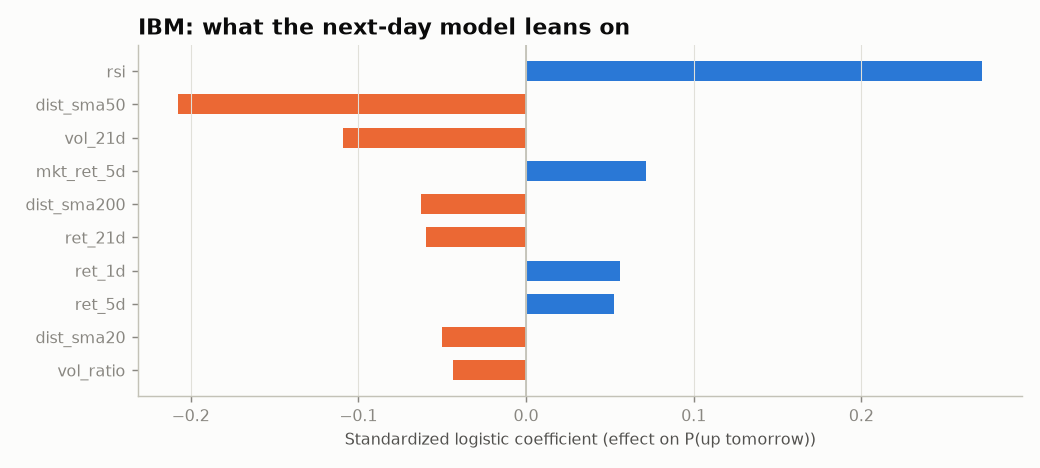 IBM: what the next-day model leans on
rsi
dist_sma50
vol_21d
mkt_ret_5d
dist_sma200
ret_21d
ret_1d
ret_5d
dist_sma20
vol_ratio
−0.2 −0.1 0.0 0.1 0.2
Standardized logistic coefficient (effect on P(up tomorrow))